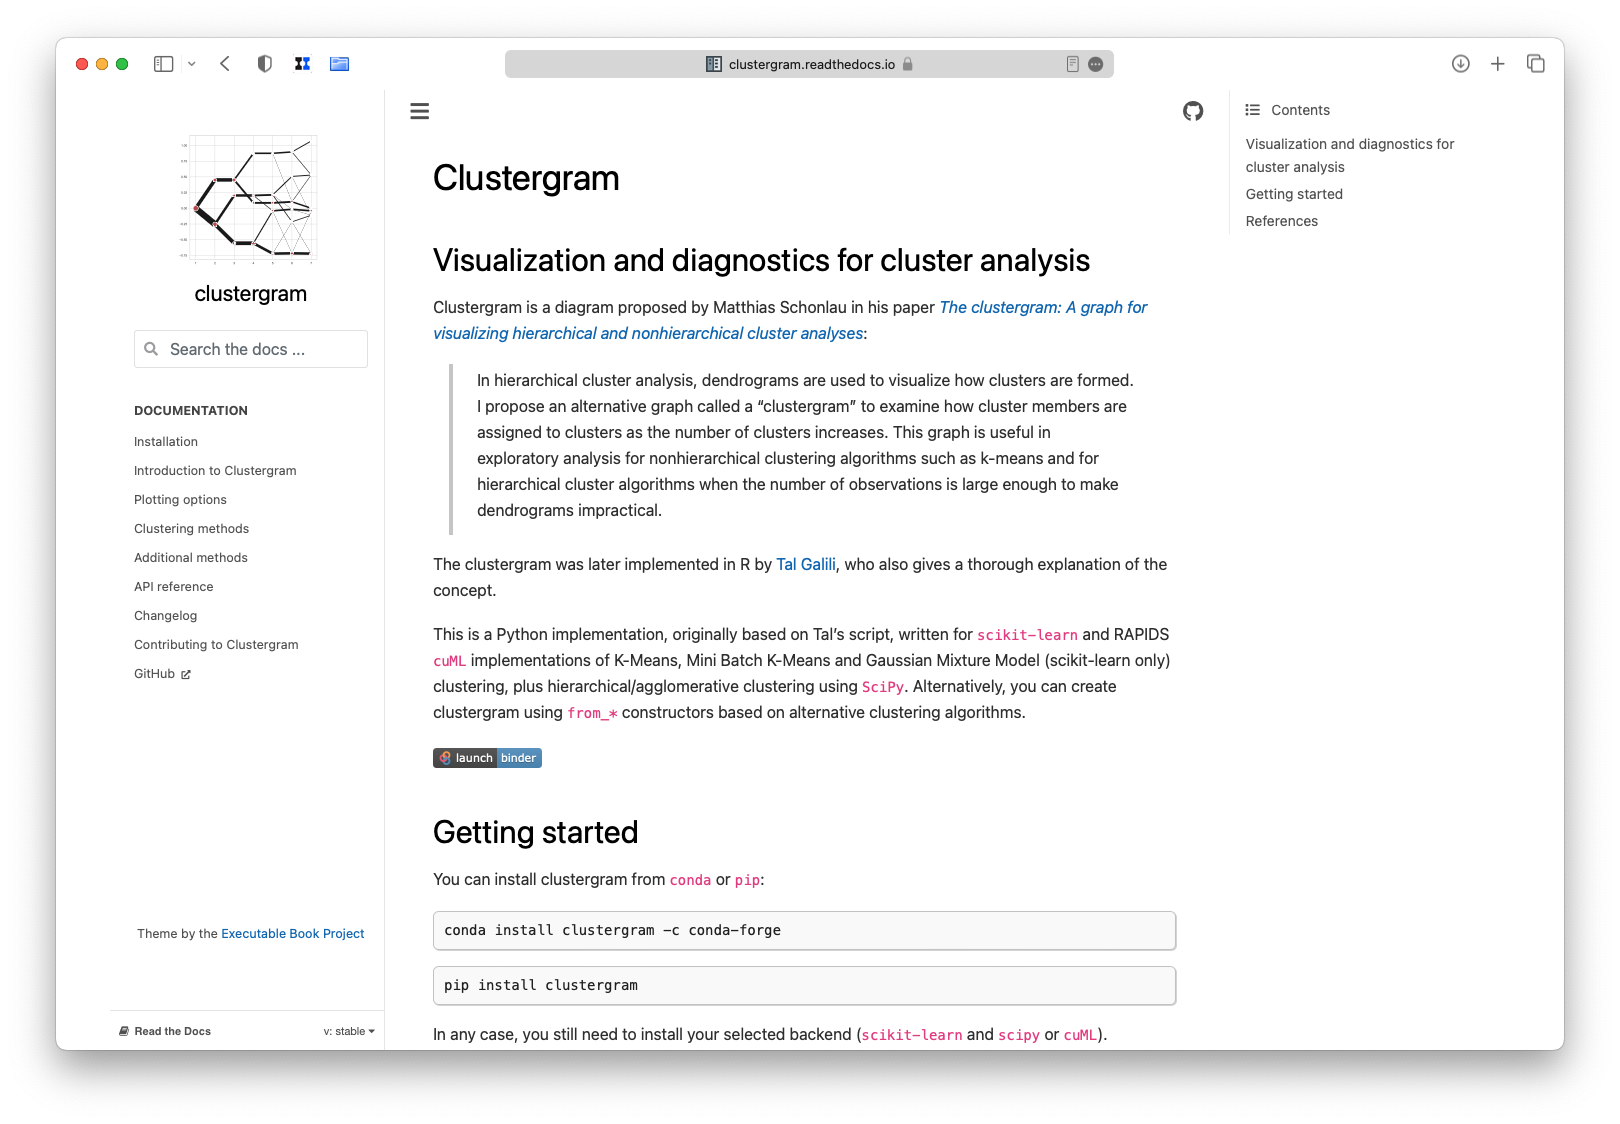 clustergram.readthedocs.io
clustergram
Search the docs ...
DOCUMENTATION
Installation
Introduction to Clustergram
Plotting options
Clustering methods
Additional methods
API reference
Changelog
Contributing to Clustergram
GitHub
Theme by the Executable Book Project
Read the Docs
v: stable
Clustergram
Visualization and diagnostics for cluster analysis
Clustergram is a diagram proposed by Matthias Schonlau in his paper The clustergram: A graph for
visualizing hierarchical and nonhierarchical cluster analyses:
In hierarchical cluster analysis, dendrograms are used to visualize how clusters are formed.
I propose an alternative graph called a “clustergram” to examine how cluster members are
assigned to clusters as the number of clusters increases. This graph is useful in
exploratory analysis for nonhierarchical clustering algorithms such as k-means and for
hierarchical cluster algorithms when the number of observations is large enough to make
dendrograms impractical.
The clustergram was later implemented in R by Tal Galili, who also gives a thorough explanation of the
concept.
This is a Python implementation, originally based on Tal’s script, written for scikit-learn and RAPIDS
cuML implementations of K-Means, Mini Batch K-Means and Gaussian Mixture Model (scikit-learn only)
clustering, plus hierarchical/agglomerative clustering using SciPy. Alternatively, you can create
clustergram using from_* constructors based on alternative clustering algorithms.
launch binder
Getting started
You can install clustergram from conda or pip:
conda install clustergram -c conda-forge
pip install clustergram
In any case, you still need to install your selected backend (scikit-learn and scipy or cuML).
Contents
Visualization and diagnostics for
cluster analysis
Getting started
References